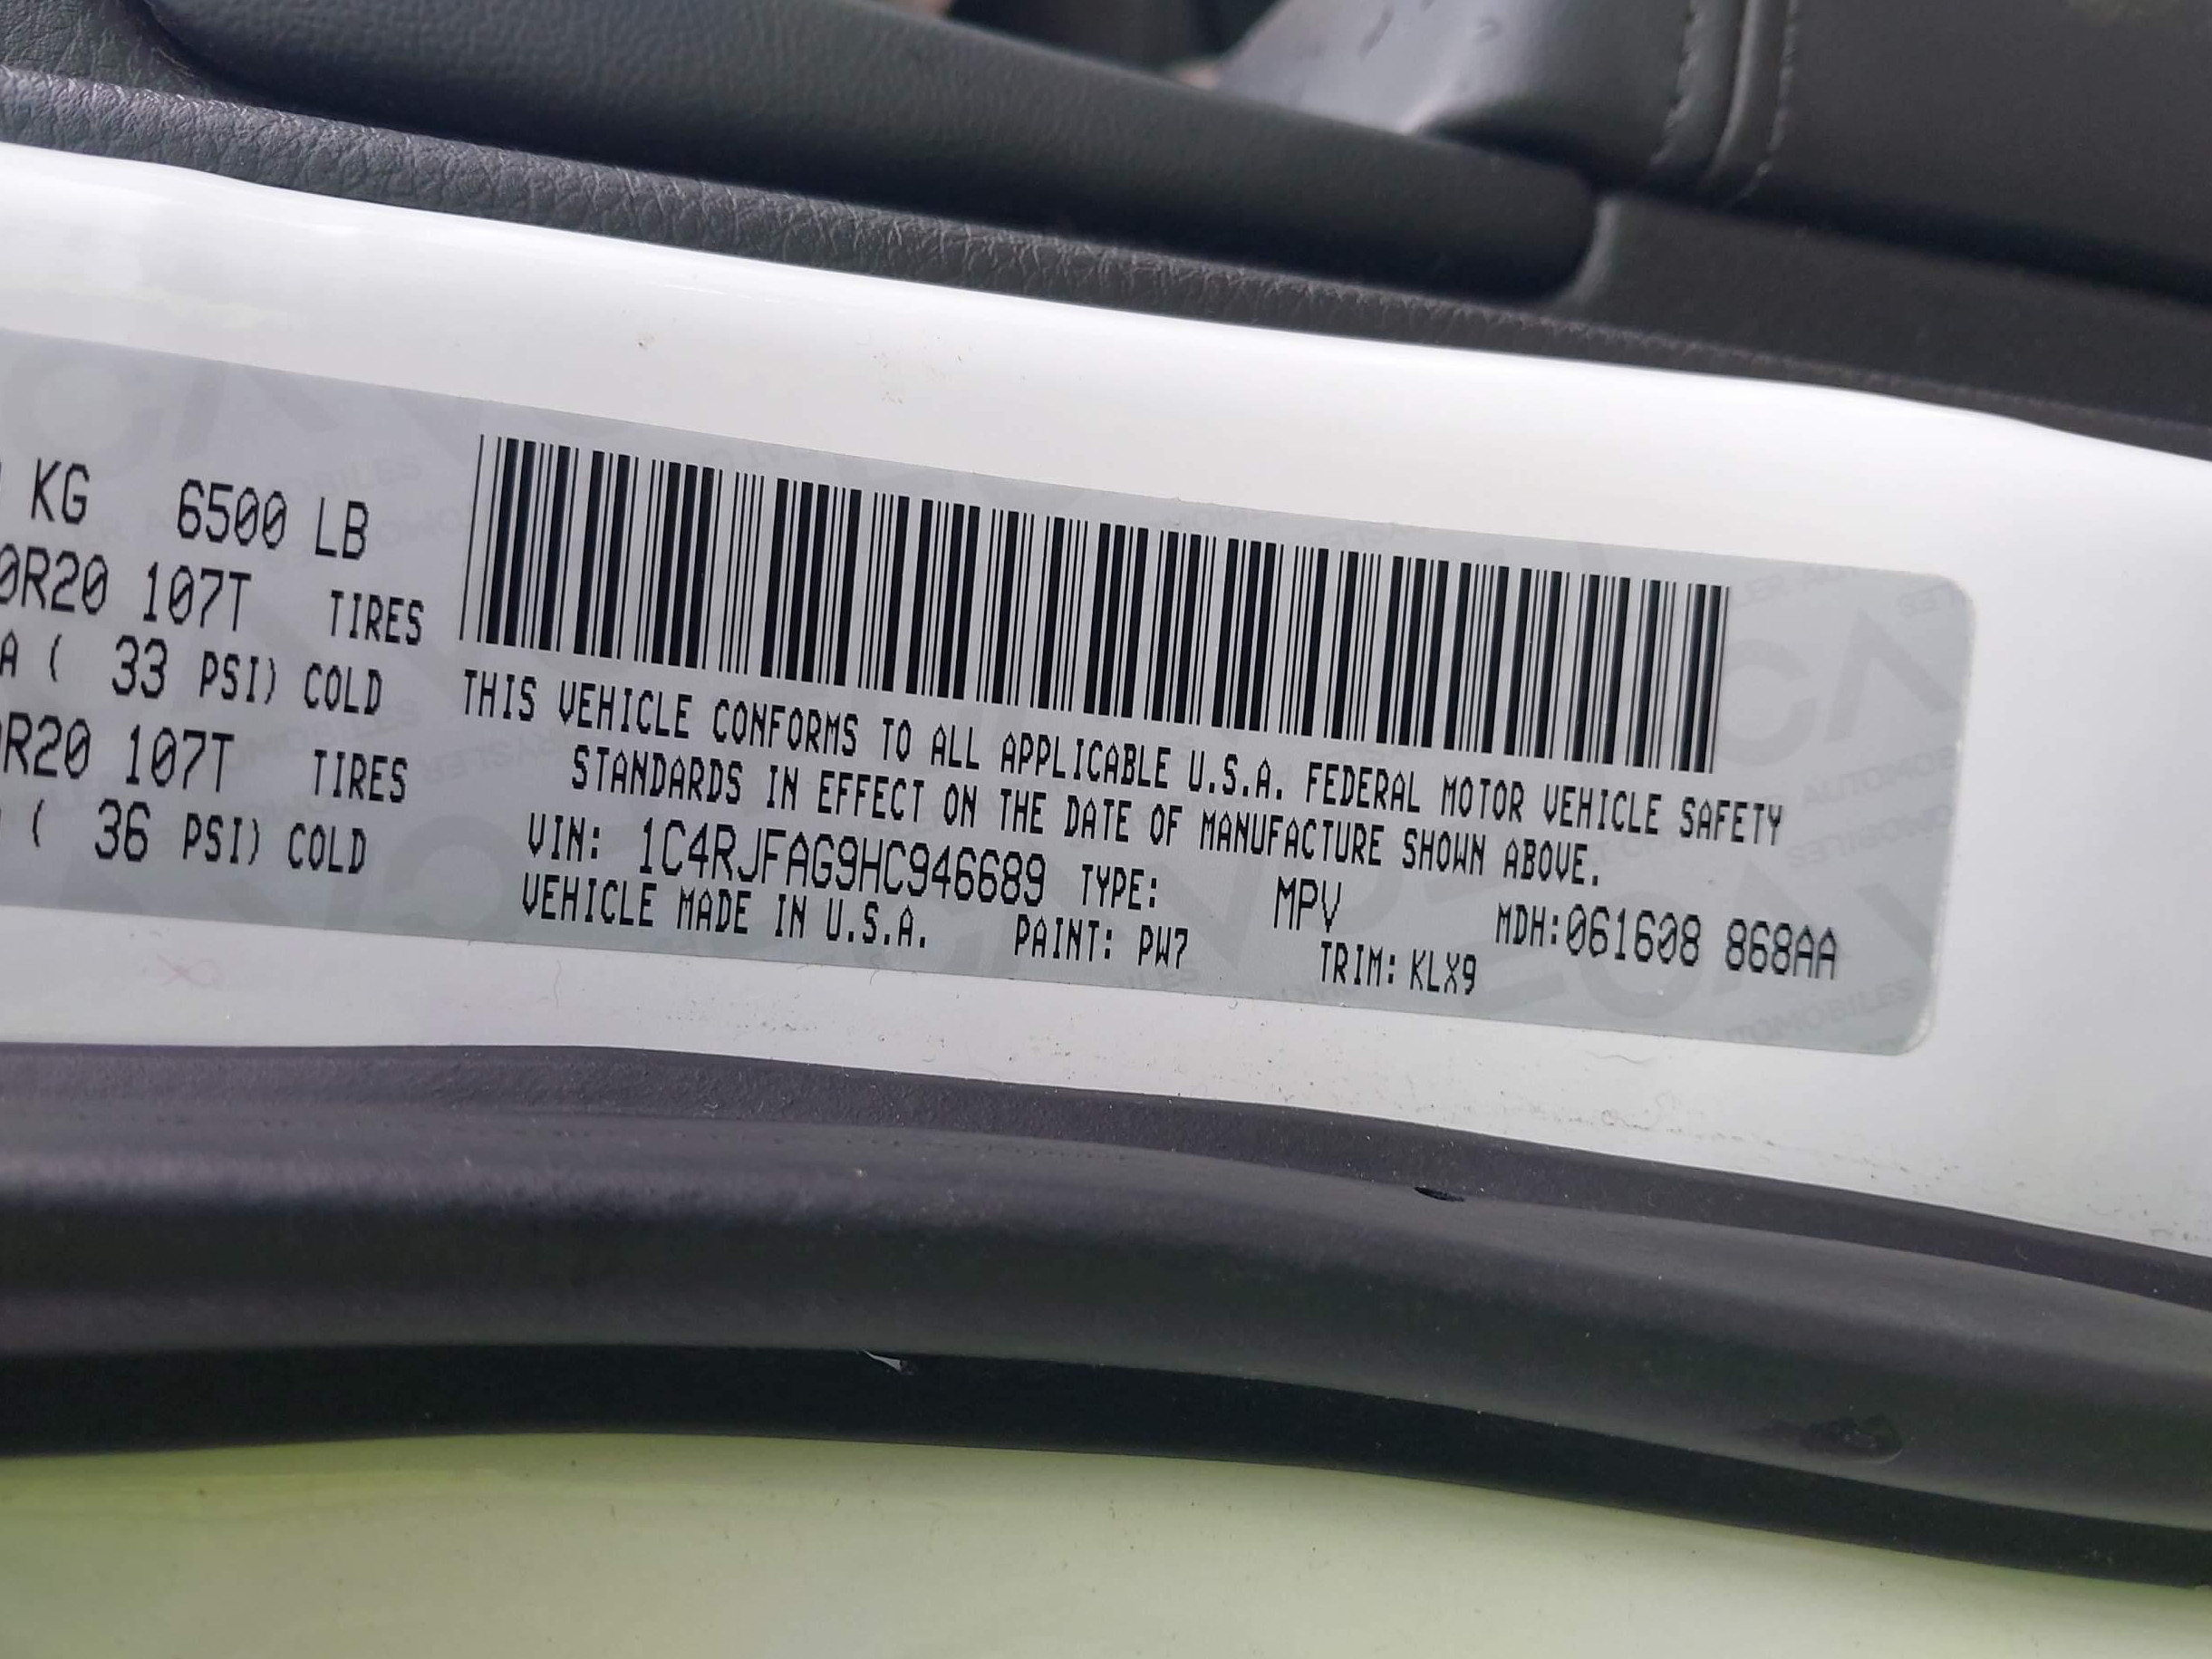 KG 6500 LB
0R20 107T TIRES
A ( 33 PSI) COLD
R20 107T TIRES
( 36 PSI) COLD
THIS VEHICLE CONFORMS TO ALL APPLICABLE U.S.A. FEDERAL MOTOR VEHICLE SAFETY
STANDARDS IN EFFECT ON THE DATE OF MANUFACTURE SHOWN ABOVE.
VIN: 1C4RJFAG9HC946689 TYPE: MPV MDH:061608 868AA
VEHICLE MADE IN U.S.A. PAINT: PW7 TRIM: KLX9